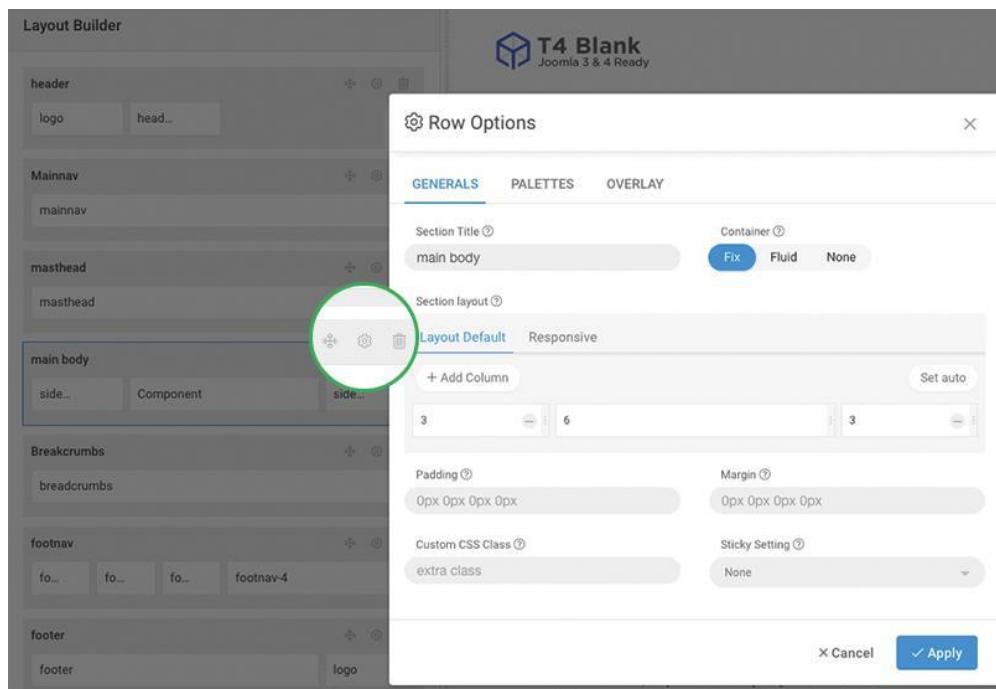 Layout Builder
T4 Blank
Joomla 3 & 4 Ready
header
logo
head...
Mainnav
mainnav
masthead
masthead
main body
side...
Component
side...
Breakcrumbs
breadcrumbs
footnav
fo...
fo...
fo...
footnav-4
footer
footer
logo
Row Options
GENERALS
PALETTES
OVERLAY
Section Title
Container
main body
Fix
Fluid
None
Section layout
Layout Default
Responsive
+ Add Column
Set auto
3
6
3
Padding
Margin
0px 0px 0px 0px
0px 0px 0px 0px
Custom CSS Class
Sticky Setting
extra class
None
Cancel
Apply